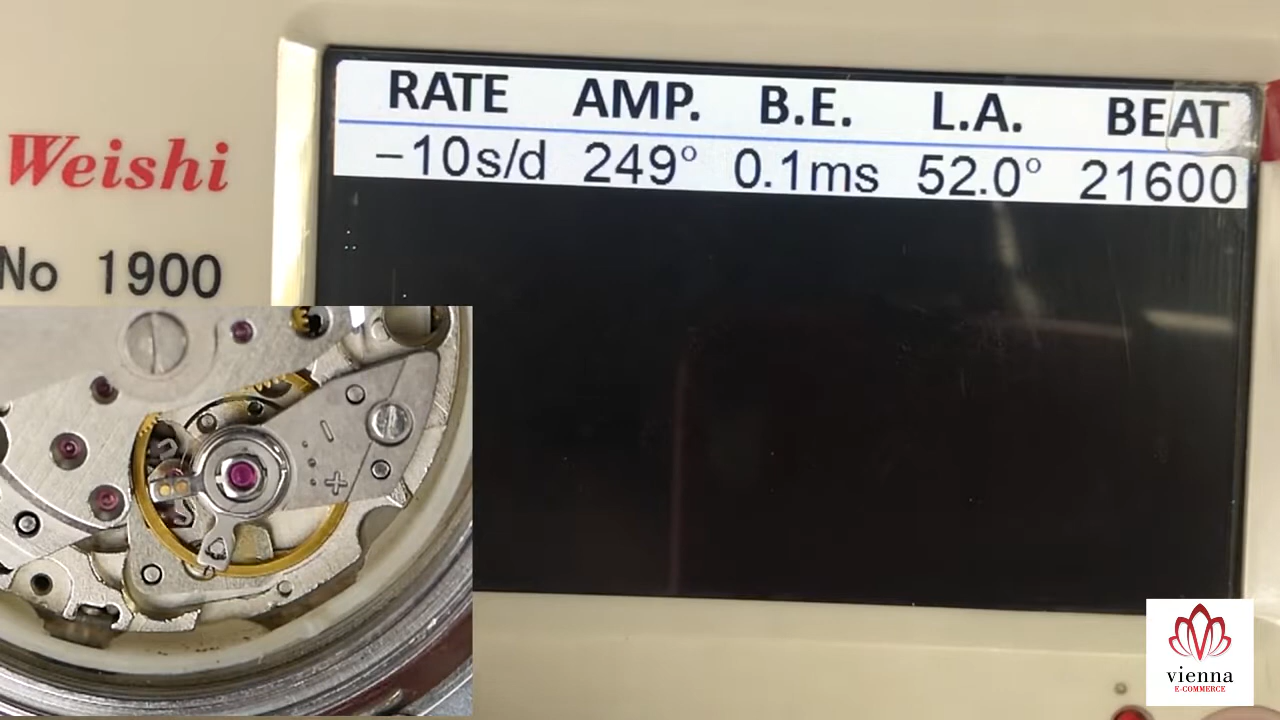 RATE AMP. B.E. L.A. BEAT
−10s/d 249° 0.1ms 52.0° 21600
Weishi
No 1900
− +
vienna
E-COMMERCE